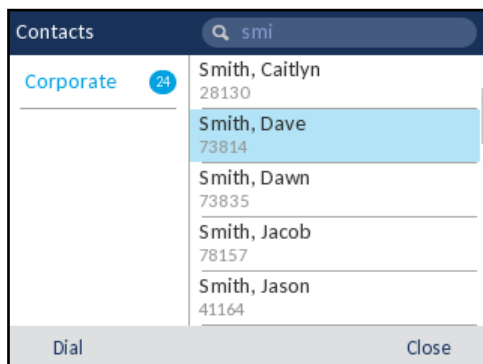 Contacts
smi
Corporate 24
Smith, Caitlyn
28130
Smith, Dave
73814
Smith, Dawn
73835
Smith, Jacob
78157
Smith, Jason
41164
Dial Close